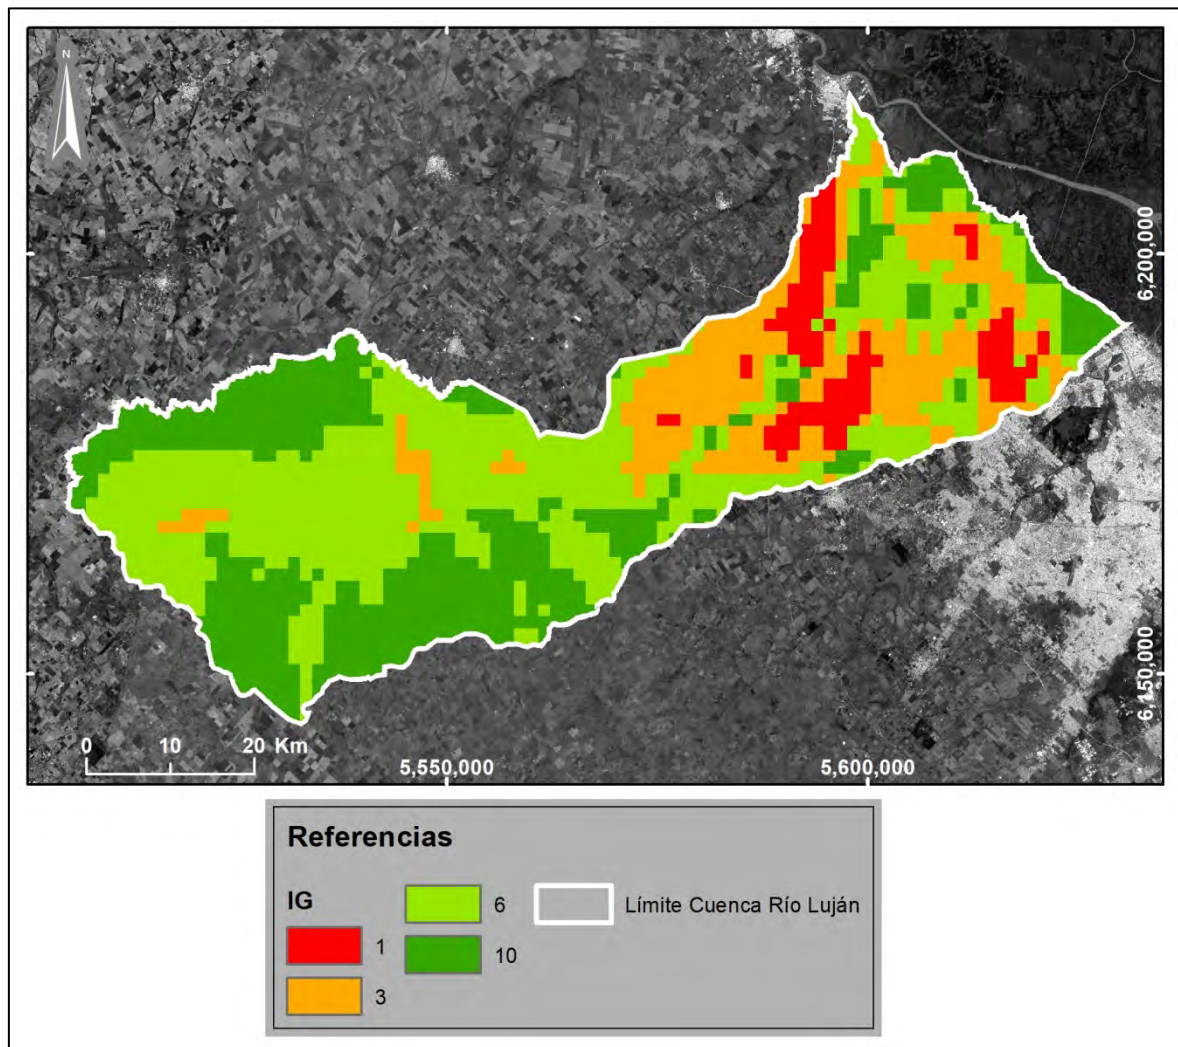 N
6,200,000
6,150,000
0 10 20 Km
5,550,000
5,600,000
Referencias
IG
1
3
6
10
Límite Cuenca Río Luján